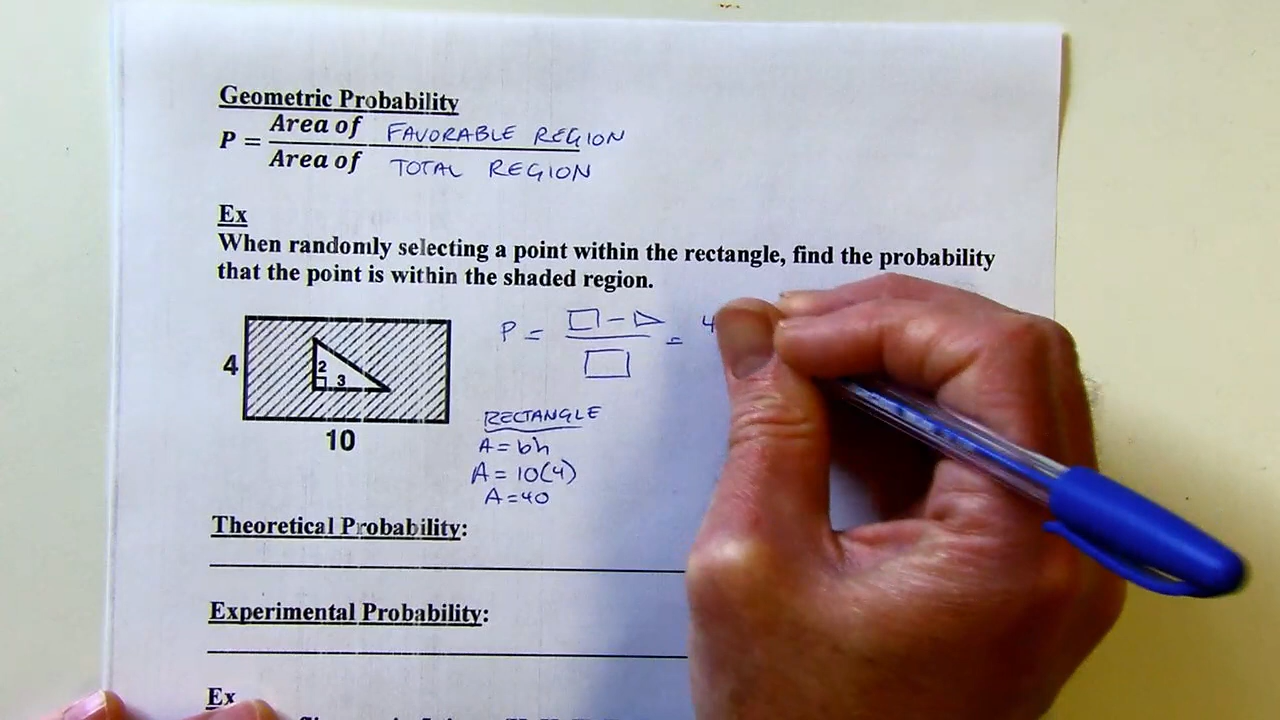 Geometric Probability
P = Area of FAVORABLE REGION
Area of TOTAL REGION
Ex
When randomly selecting a point within the rectangle, find the probability
that the point is within the shaded region.
P = □ − ▷ = 4
□
4
2
3
10
RECTANGLE
A = bh
A = 10(4)
A = 40
Theoretical Probability:
Experimental Probability:
Ex